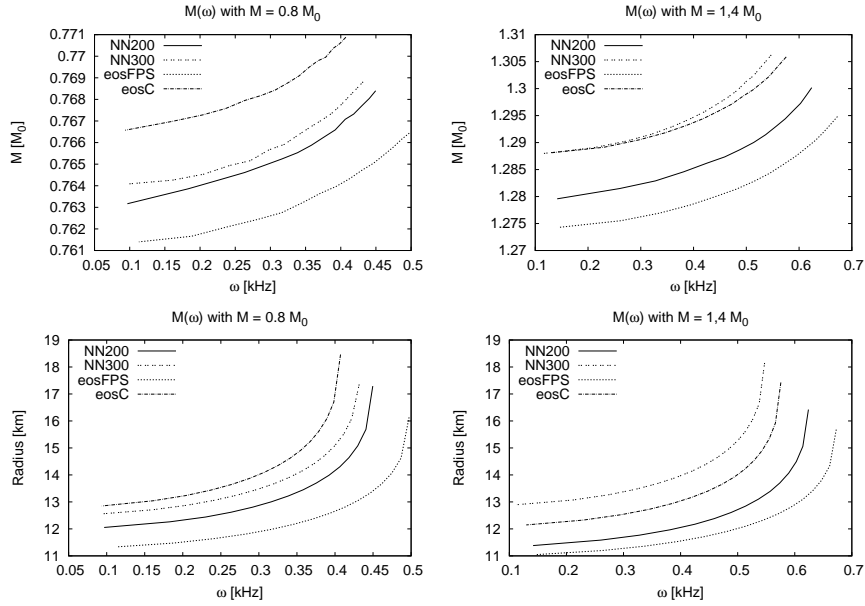 M(ω) with M = 0.8 M0
NN200
NN300
eosFPS
eosC
0.771
0.77
0.769
0.768
0.767
0.766
0.765
0.764
0.763
0.762
0.761
M [M0]
0.05 0.1 0.15 0.2 0.25 0.3 0.35 0.4 0.45 0.5
ω [kHz]
M(ω) with M = 1,4 M0
NN200
NN300
eosFPS
eosC
1.31
1.305
1.3
1.295
1.29
1.285
1.28
1.275
1.27
M [M0]
0.1 0.2 0.3 0.4 0.5 0.6 0.7
ω [kHz]
M(ω) with M = 0.8 M0
NN200
NN300
eosFPS
eosC
19
18
17
16
15
14
13
12
11
Radius [km]
0.05 0.1 0.15 0.2 0.25 0.3 0.35 0.4 0.45 0.5
ω [kHz]
M(ω) with M = 1,4 M0
NN200
NN300
eosFPS
eosC
19
18
17
16
15
14
13
12
11
Radius [km]
0.1 0.2 0.3 0.4 0.5 0.6 0.7
ω [kHz]